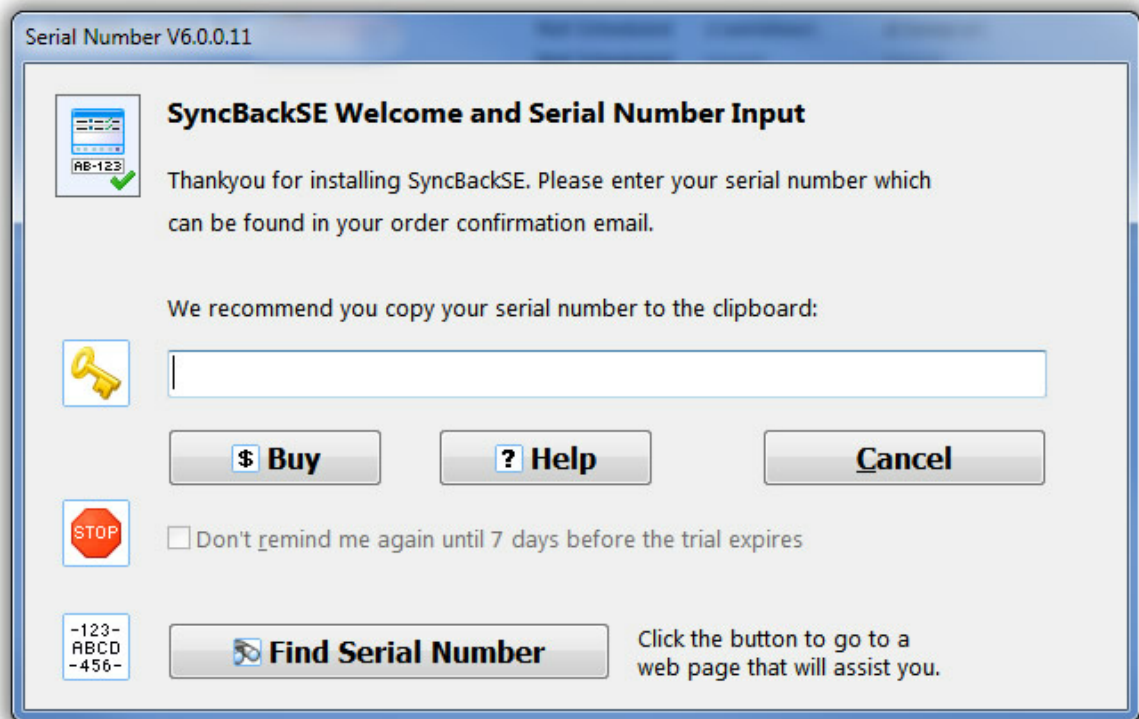 Serial Number V6.0.0.11
SyncBackSE Welcome and Serial Number Input
AB-123
Thankyou for installing SyncBackSE. Please enter your serial number which
can be found in your order confirmation email.
We recommend you copy your serial number to the clipboard:
$ Buy
? Help
Cancel
STOP
Don't remind me again until 7 days before the trial expires
-123-
ABCD
-456-
Find Serial Number
Click the button to go to a
web page that will assist you.